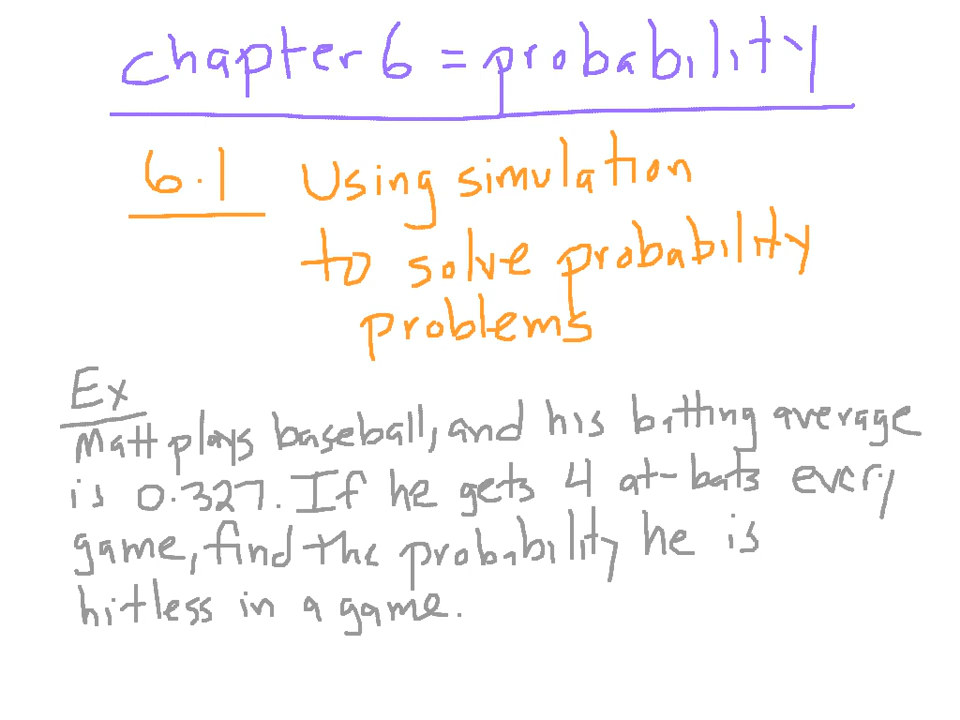 chapter 6 = probability
6.1 Using simulation
to solve probability
problems
Ex
Matt plays baseball, and his batting average
is 0.327. If he gets 4 at-bats every
game, find the probability he is
hitless in a game.